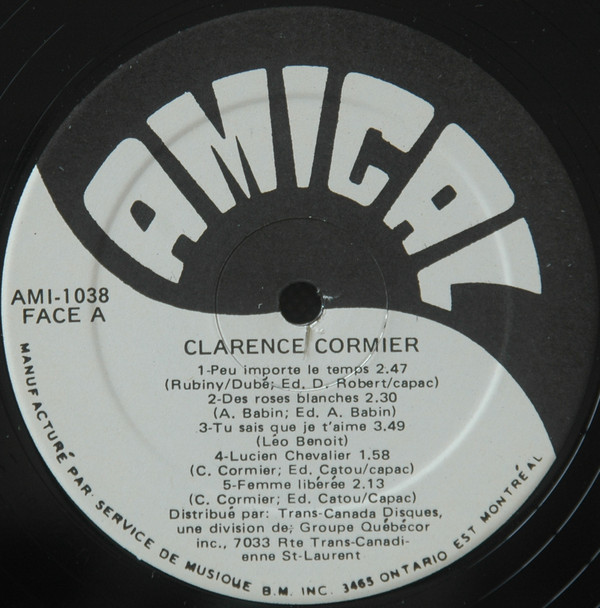 AMIGAL
AMI-1038
FACE A
CLARENCE CORMIER
1-Peu importe le temps 2.47
(Rubiny/Dubé; Ed. D. Robert/capac)
2-Des roses blanches 2.30
(A. Babin; Ed. A. Babin)
3-Tu sais que je t'aime 3.49
(Léo Benoit)
4-Lucien Chevalier 1.58
(C. Cormier; Ed. Catou/capac)
5-Femme libérée 2.13
(C. Cormier; Ed. Catou/Capac)
Distribué par: Trans-Canada Disques,
une division de; Groupe Québécor
inc., 7033 Rte Trans-Canadi-
enne St-Laurent
MANUFACTURÉ PAR: SERVICE DE MUSIQUE B.M. INC. 3465 ONTARIO EST MONTRÉAL